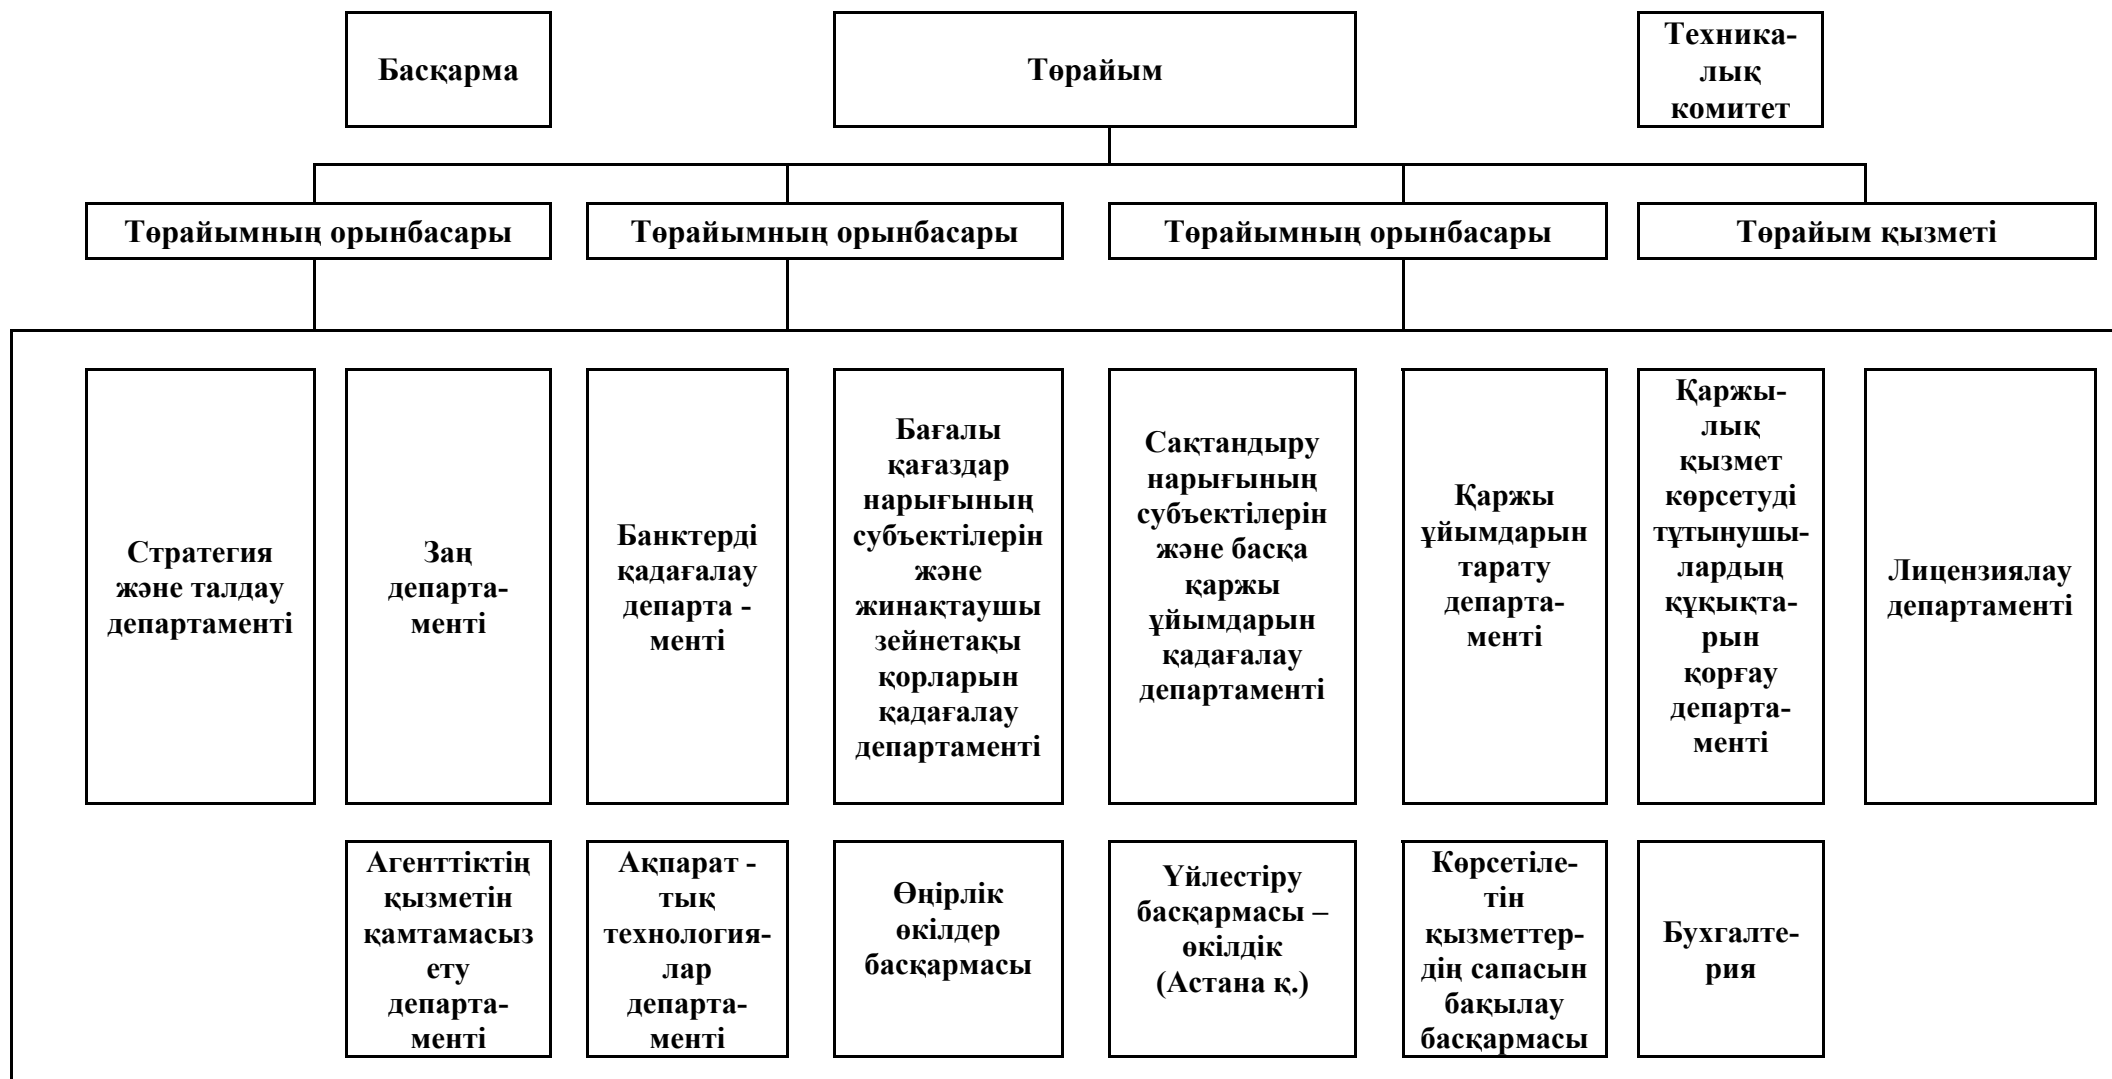 Басқарма
Төрайым
Техника-
лық
комитет
Төрайымның орынбасары
Төрайымның орынбасары
Төрайымның орынбасары
Төрайым қызметі
Стратегия
және талдау
департаменті
Заң
департа-
менті
Банктерді
қадағалау
департа -
менті
Бағалы
қағаздар
нарығының
субъектілерін
және
жинақтаушы
зейнетақы
қорларын
қадағалау
департаменті
Сақтандыру
нарығының
субъектілерін
және басқа
қаржы
ұйымдарын
қадағалау
департаменті
Қаржы
ұйымдарын
тарату
департа-
менті
Қаржы-
лық
қызмет
көрсетуді
тұтынушы-
лардың
құқықта-
рын
қорғау
департа-
менті
Лицензиялау
департаменті
Агенттіктің
қызметін
қамтамасыз
ету
департа-
менті
Ақпарат -
тық
технология-
лар
департа-
менті
Өңірлік
өкілдер
басқармасы
Үйлестіру
басқармасы –
өкілдік
(Астана қ.)
Көрсетіле-
тін
қызметтер-
дің сапасын
бақылау
басқармасы
Бухгалте-
рия